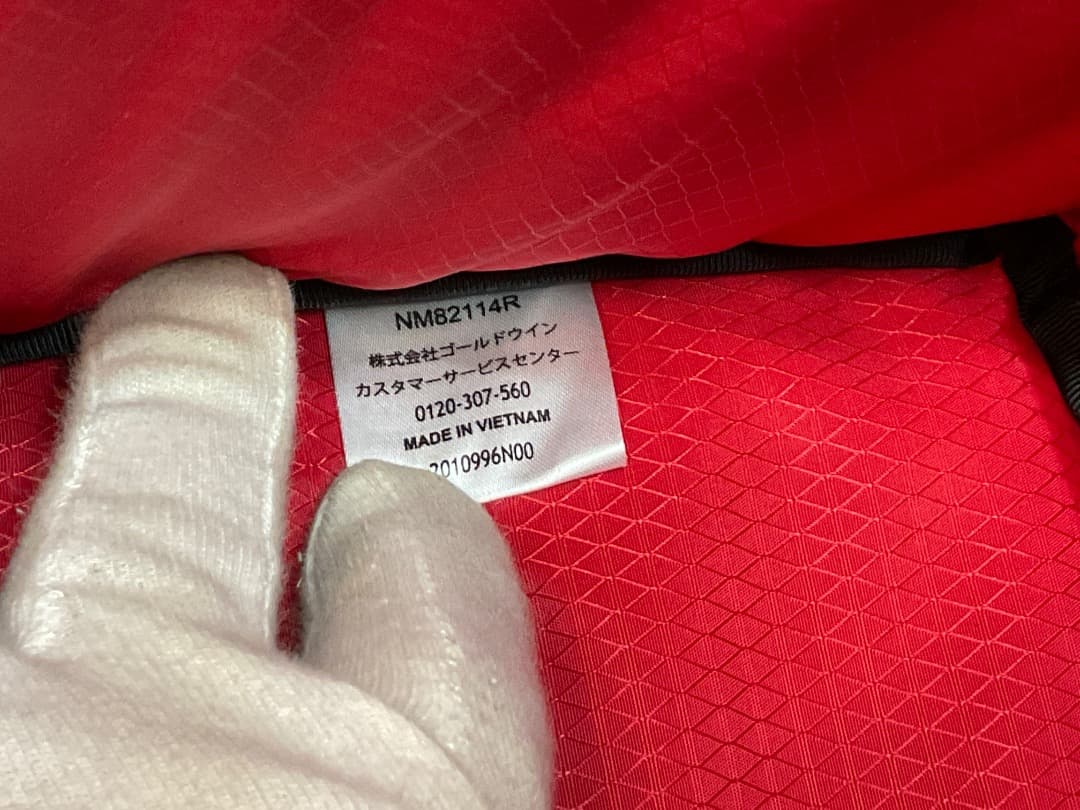 NM82114R
株式会社ゴールドウイン
カスタマーサービスセンター
0120-307-560
MADE IN VIETNAM
2010996N00